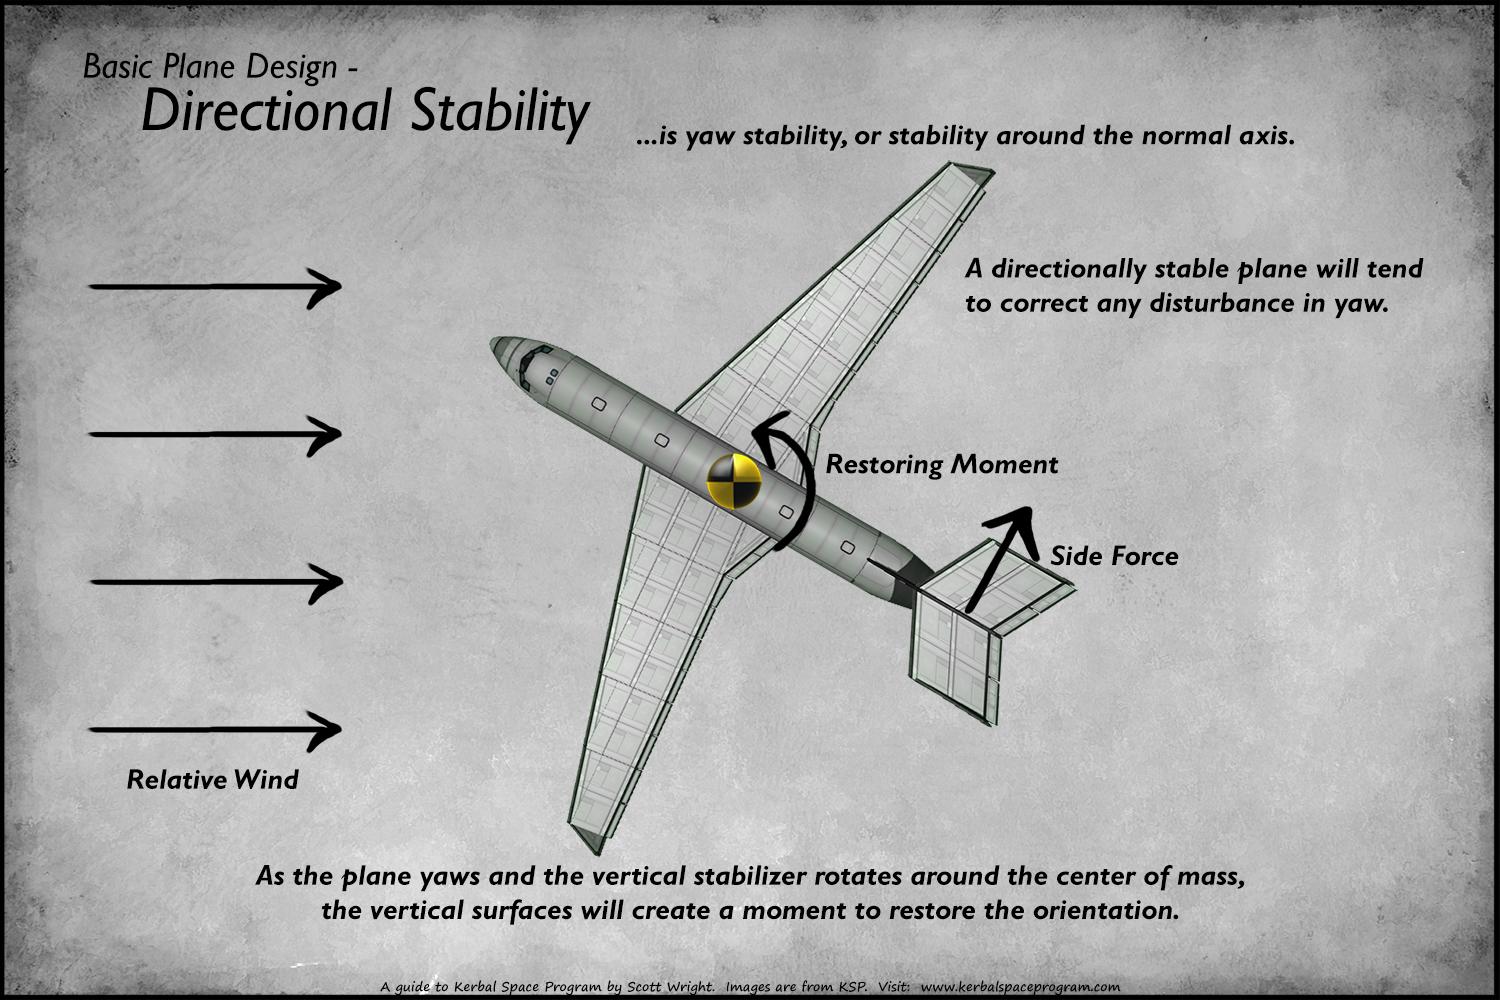 Basic Plane Design -
Directional Stability
...is yaw stability, or stability around the normal axis.
A directionally stable plane will tend
to correct any disturbance in yaw.
Restoring Moment
Side Force
Relative Wind
As the plane yaws and the vertical stabilizer rotates around the center of mass,
the vertical surfaces will create a moment to restore the orientation.
A guide to Kerbal Space Program by Scott Wright.  Images are from KSP.  Visit:  www.kerbalspaceprogram.com